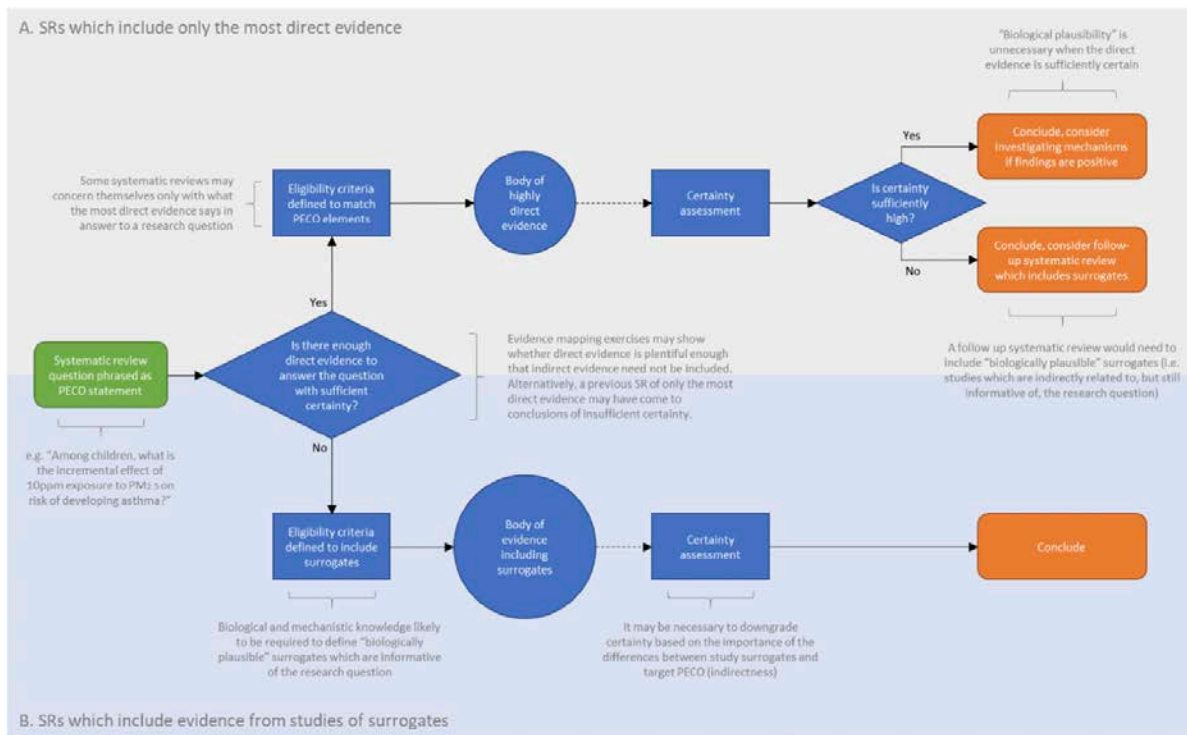 A. SRs which include only the most direct evidence
"Biological plausibility" is
unnecessary when the direct
evidence is sufficiently certain
Some systematic reviews may
concern themselves only with what
the most direct evidence says in
answer to a research question
Eligibility criteria
defined to match
PECO elements
Body of
highly
direct
evidence
Certainty
assessment
Is certainty
sufficiently
high?
Yes
Conclude, consider
investigating mechanisms
if findings are positive
No
Conclude, consider follow-
up systematic review
which includes surrogates
A follow up systematic review would need to
include "biologically plausible" surrogates (i.e.
studies which are indirectly related to, but still
informative of, the research question)
Yes
Systematic review
question phrased as
PECO statement
Is there enough
direct evidence to
answer the question
with sufficient
certainty?
Evidence mapping exercises may show
whether direct evidence is plentiful enough
that indirect evidence need not be included.
Alternatively, a previous SR of only the most
direct evidence may have come to
conclusions of insufficient certainty.
No
e.g. "Among children, what is
the incremental effect of
10ppm exposure to PM2.5 on
risk of developing asthma?"
Eligibility criteria
defined to include
surrogates
Body of
evidence
including
surrogates
Certainty
assessment
Conclude
Biological and mechanistic knowledge likely
to be required to define "biologically
plausible" surrogates which are informative
of the research question
It may be necessary to downgrade
certainty based on the importance of the
differences between study surrogates and
target PECO (indirectness)
B. SRs which include evidence from studies of surrogates